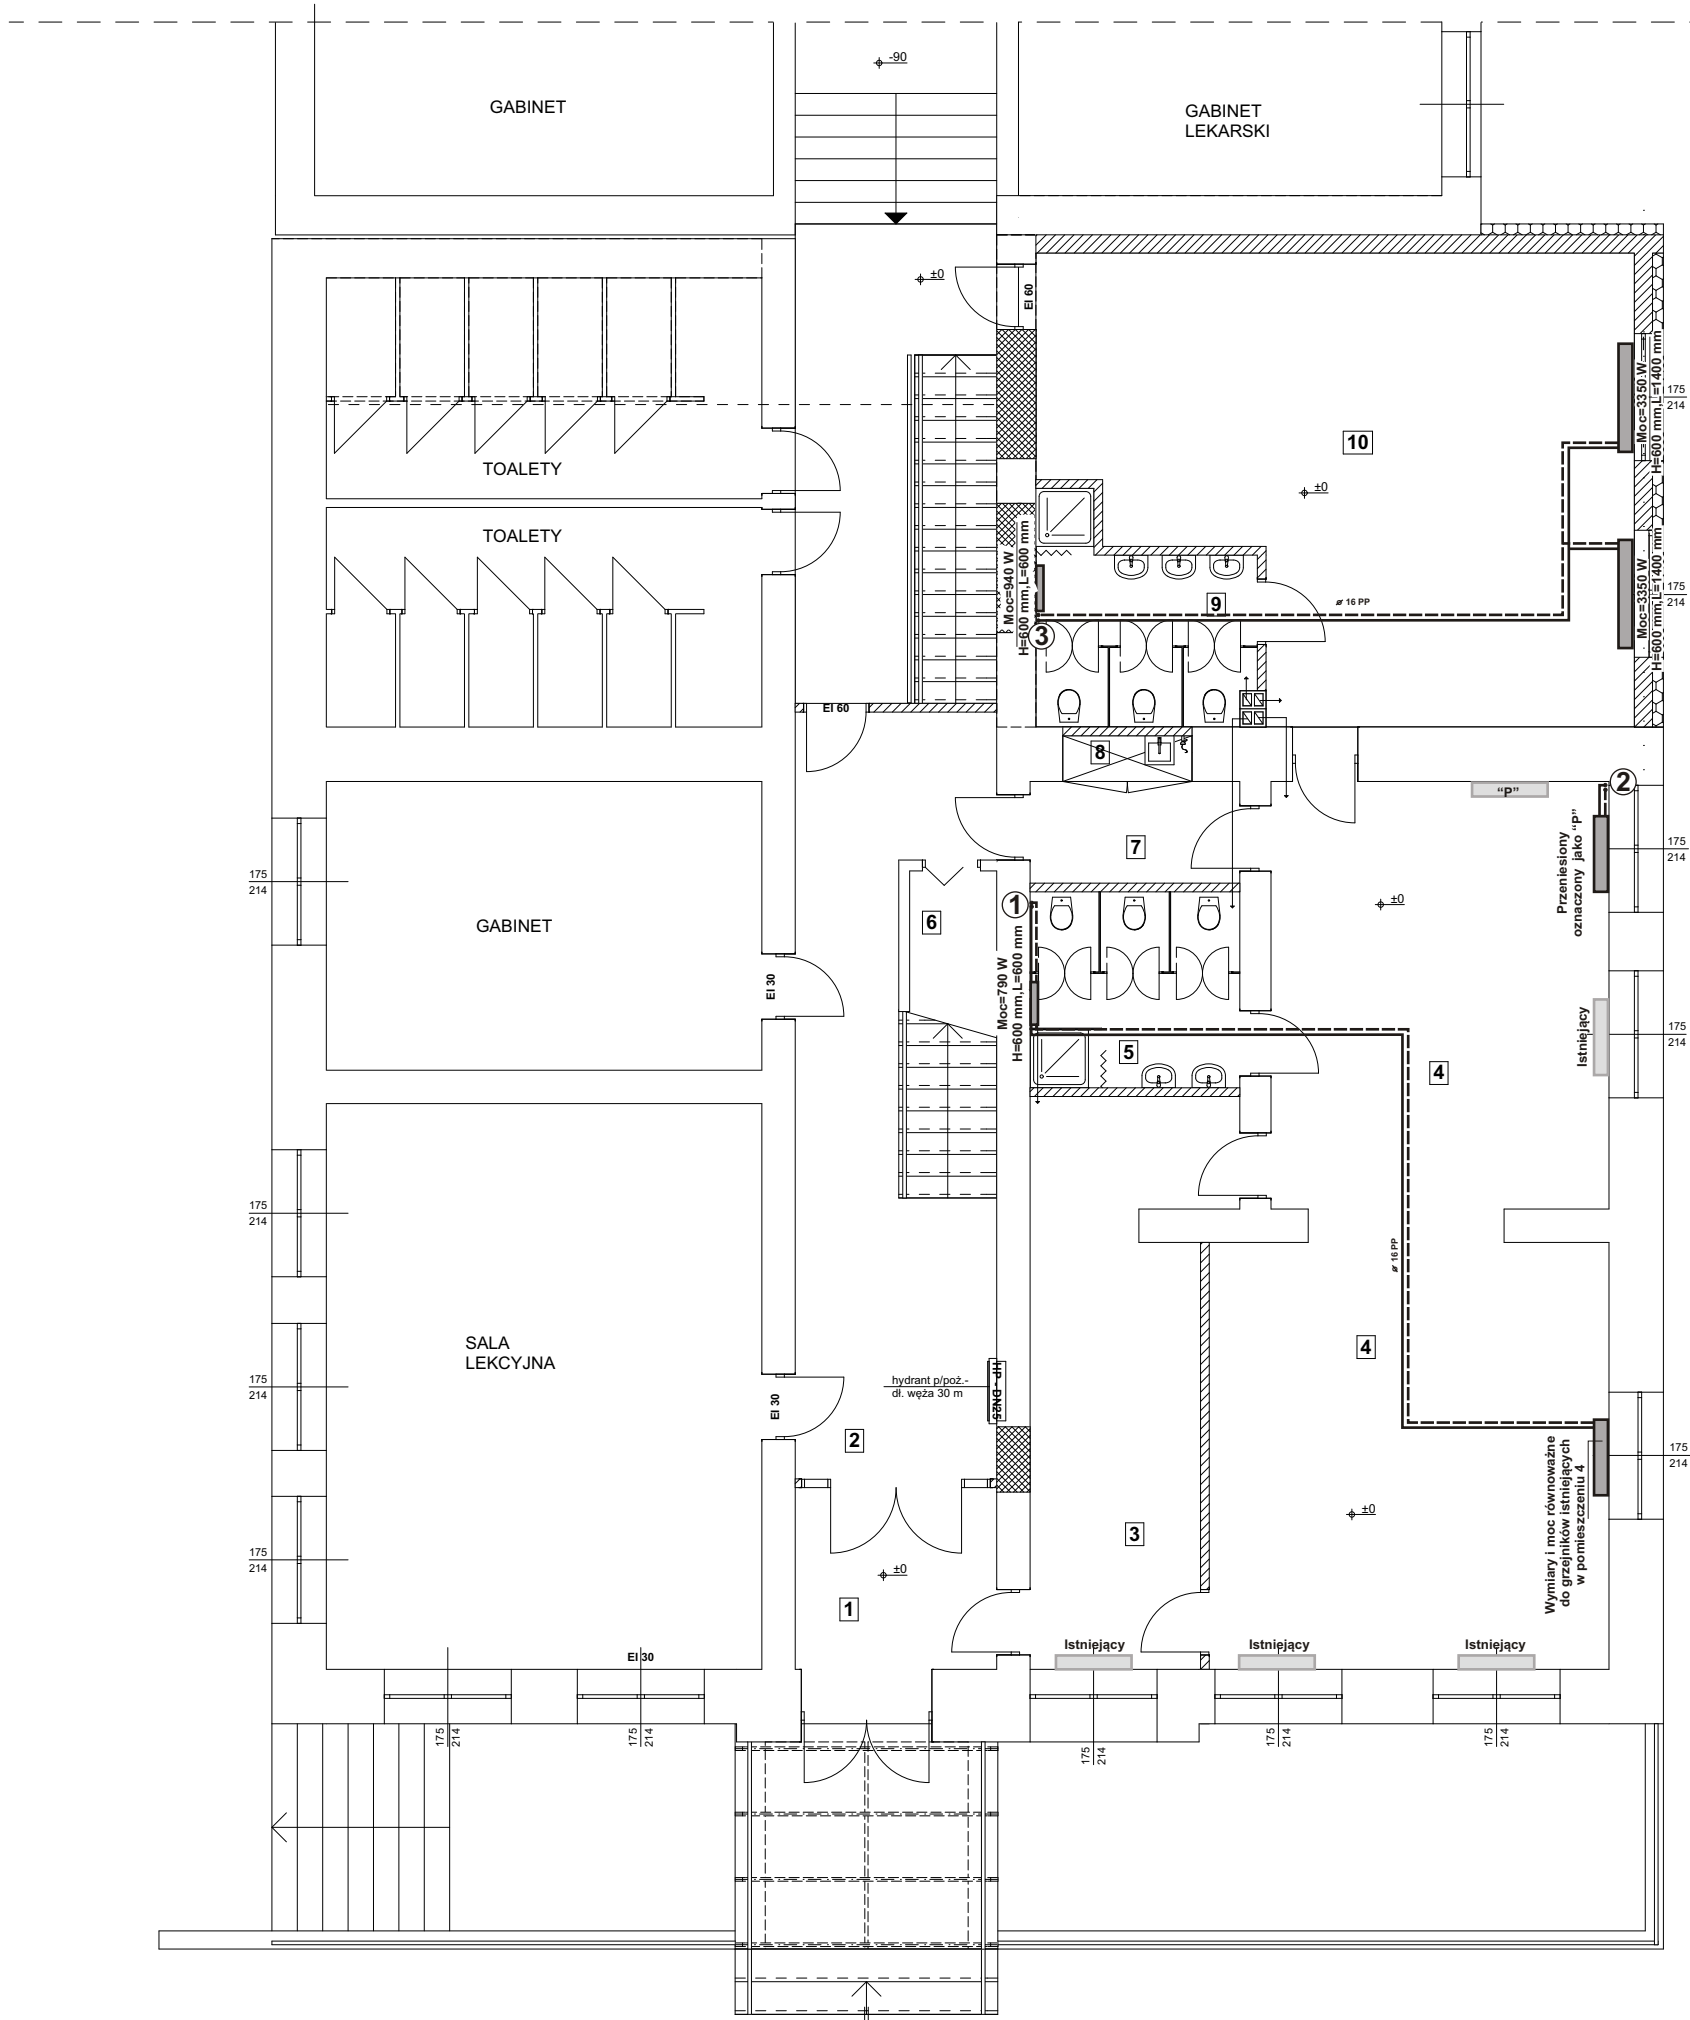 -90
GABINET
GABINET
LEKARSKI
±0
EI 60
Moc=3350 W
H=600 mm,L=1400 mm
175
214
10
±0
TOALETY
TOALETY
Moc=940 W
H=600 mm,L=600 mm
Moc=3350 W
H=600 mm,L=1400 mm
175
214
9
ø 16 PP
3
EI 60
8
"P"
2
7
Przeniesiony
oznaczony jako "P"
175
214
175
214
±0
1
6
GABINET
Moc=790 W
H=600 mm,L=600 mm
EI 30
Istniejący
175
214
5
4
175
214
ø 16 PP
SALA
LEKCYJNA
4
hydrant p/poż.-
dł. węża 30 m
HP - DN25
175
214
EI 30
2
175
214
Wymiary i moc równoważne
do grzejników istniejących
w pomieszczeniu 4
±0
3
175
214
±0
1
EI 30
Istniejący
Istniejący
Istniejący
175
214
175
214
175
214
175
214
175
214